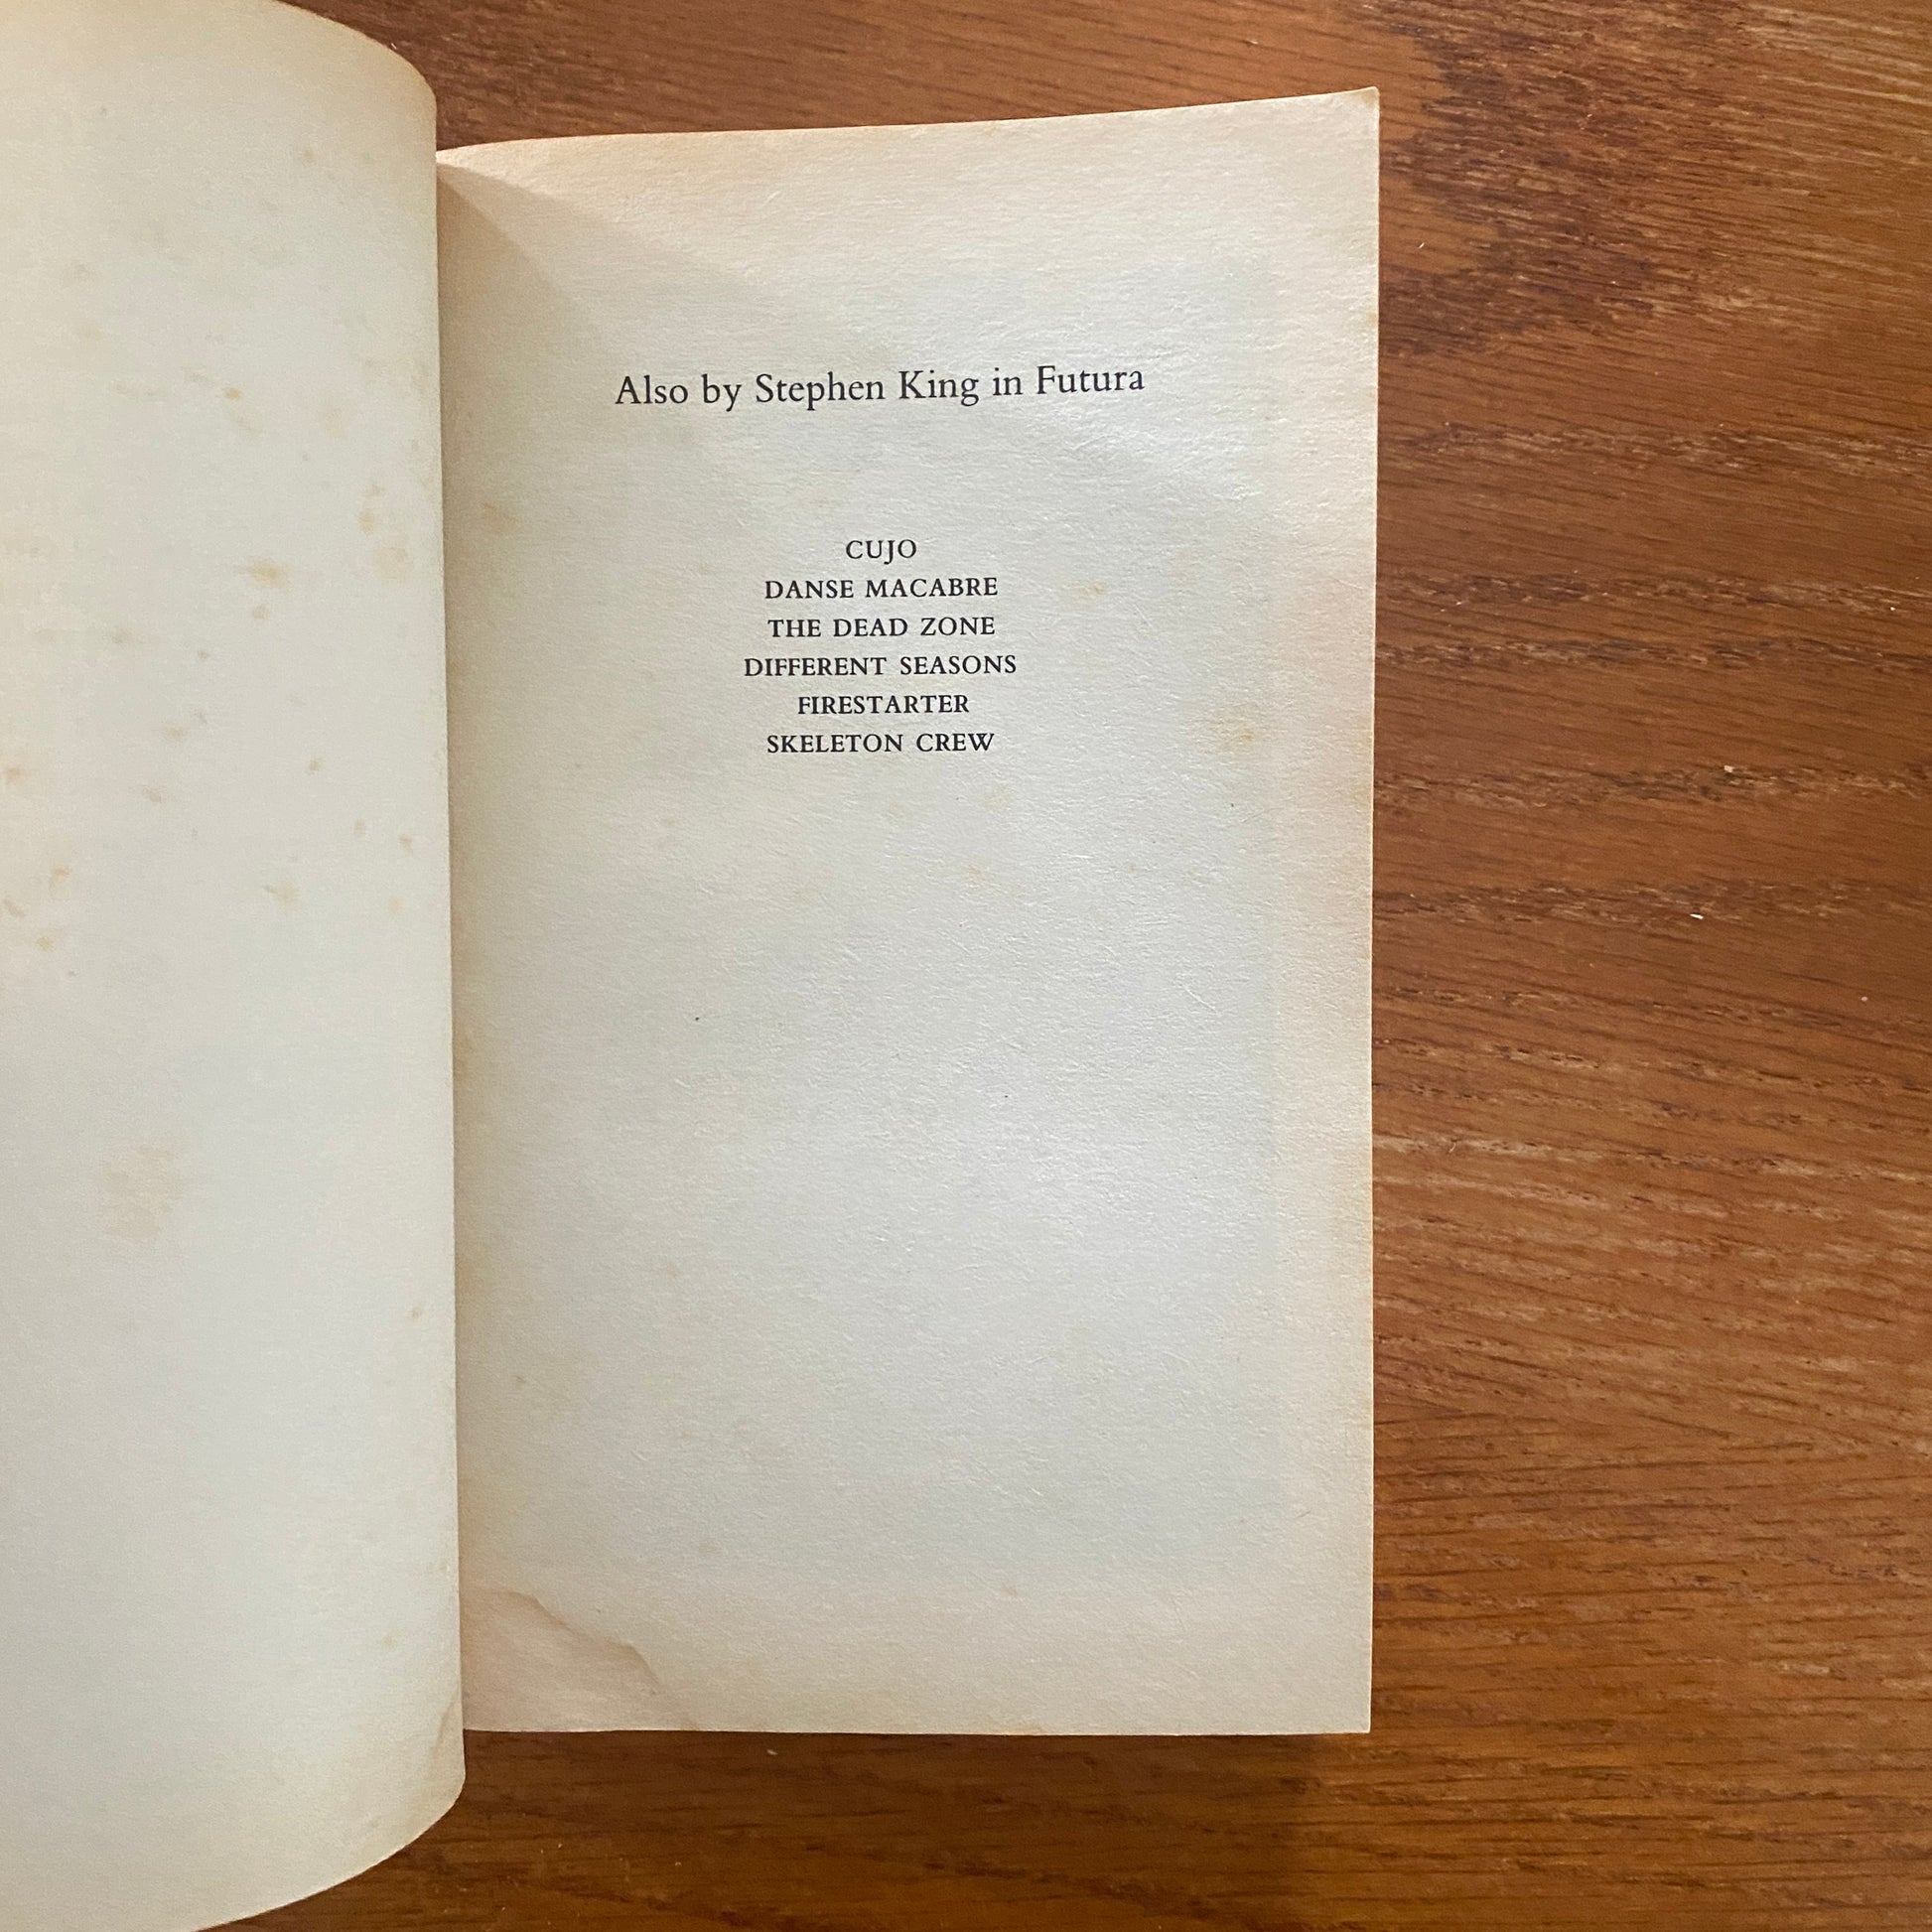 Also by Stephen King in Futura
CUJO
DANSE MACABRE
THE DEAD ZONE
DIFFERENT SEASONS
FIRESTARTER
SKELETON CREW